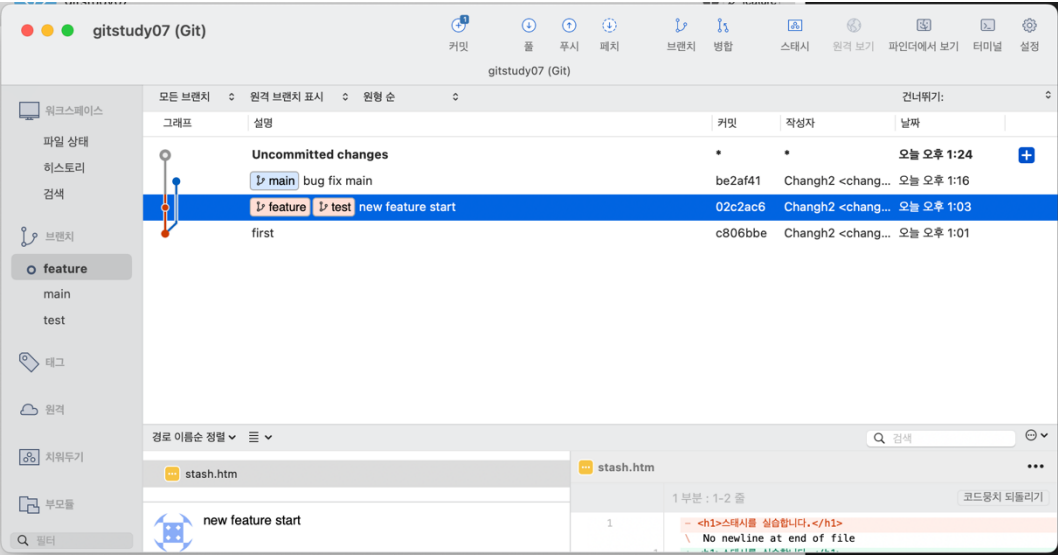 gitstudy07 (Git)
1
커밋
풀
푸시
페치
브랜치
병합
스태시
원격 보기
파인더에서 보기
터미널
설정
gitstudy07 (Git)
워크스페이스
파일 상태
히스토리
검색
브랜치
feature
main
test
태그
원격
치워두기
부모듈
필터
모든 브랜치
원격 브랜치 표시
원형 순
건너뛰기:
그래프 설명 커밋 작성자 날짜
Uncommitted changes * * 오늘 오후 1:24
main bug fix main be2af41 Changh2 <chang... 오늘 오후 1:16
feature test new feature start 02c2ac6 Changh2 <chang... 오늘 오후 1:03
first c806bbe Changh2 <chang... 오늘 오후 1:01
경로 이름순 정렬
검색
stash.htm
new feature start
stash.htm
1 부분 : 1-2 줄
코드뭉치 되돌리기
1 - <h1>스태시를 실습합니다.</h1>
\ No newline at end of file